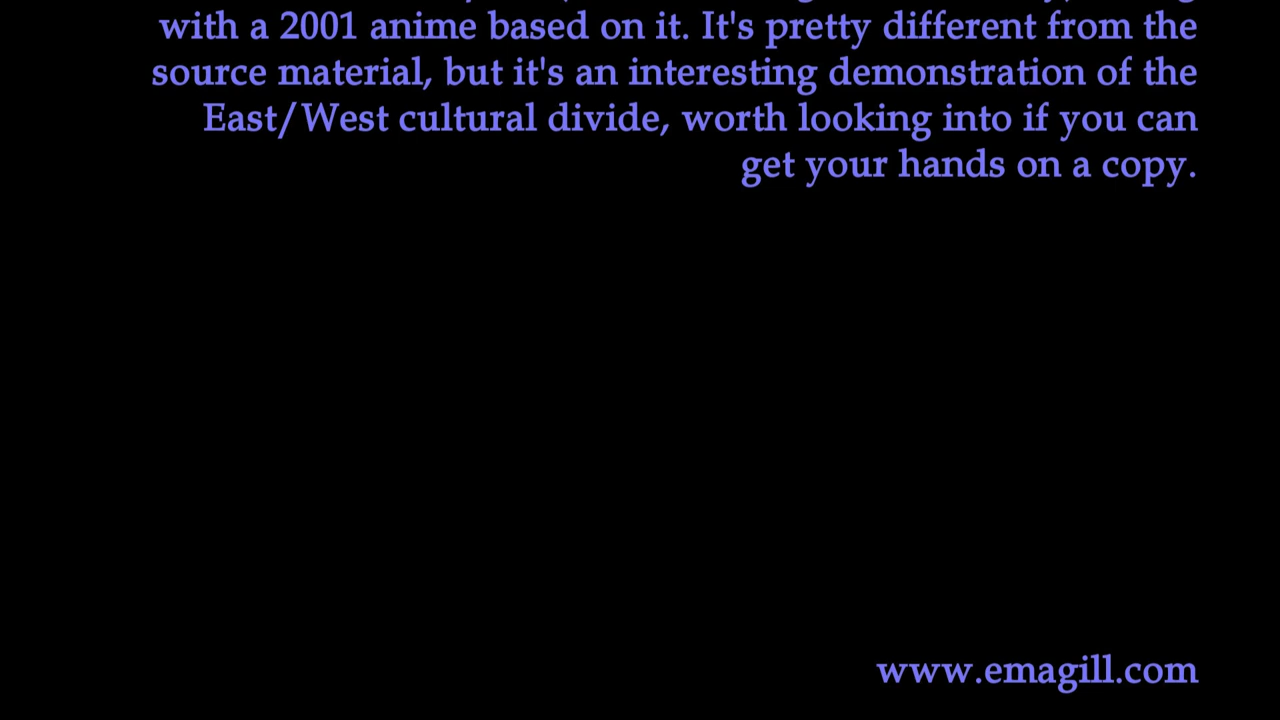 with a 2001 anime based on it. It's pretty different from the
source material, but it's an interesting demonstration of the
East/West cultural divide, worth looking into if you can
get your hands on a copy.
www.emagill.com